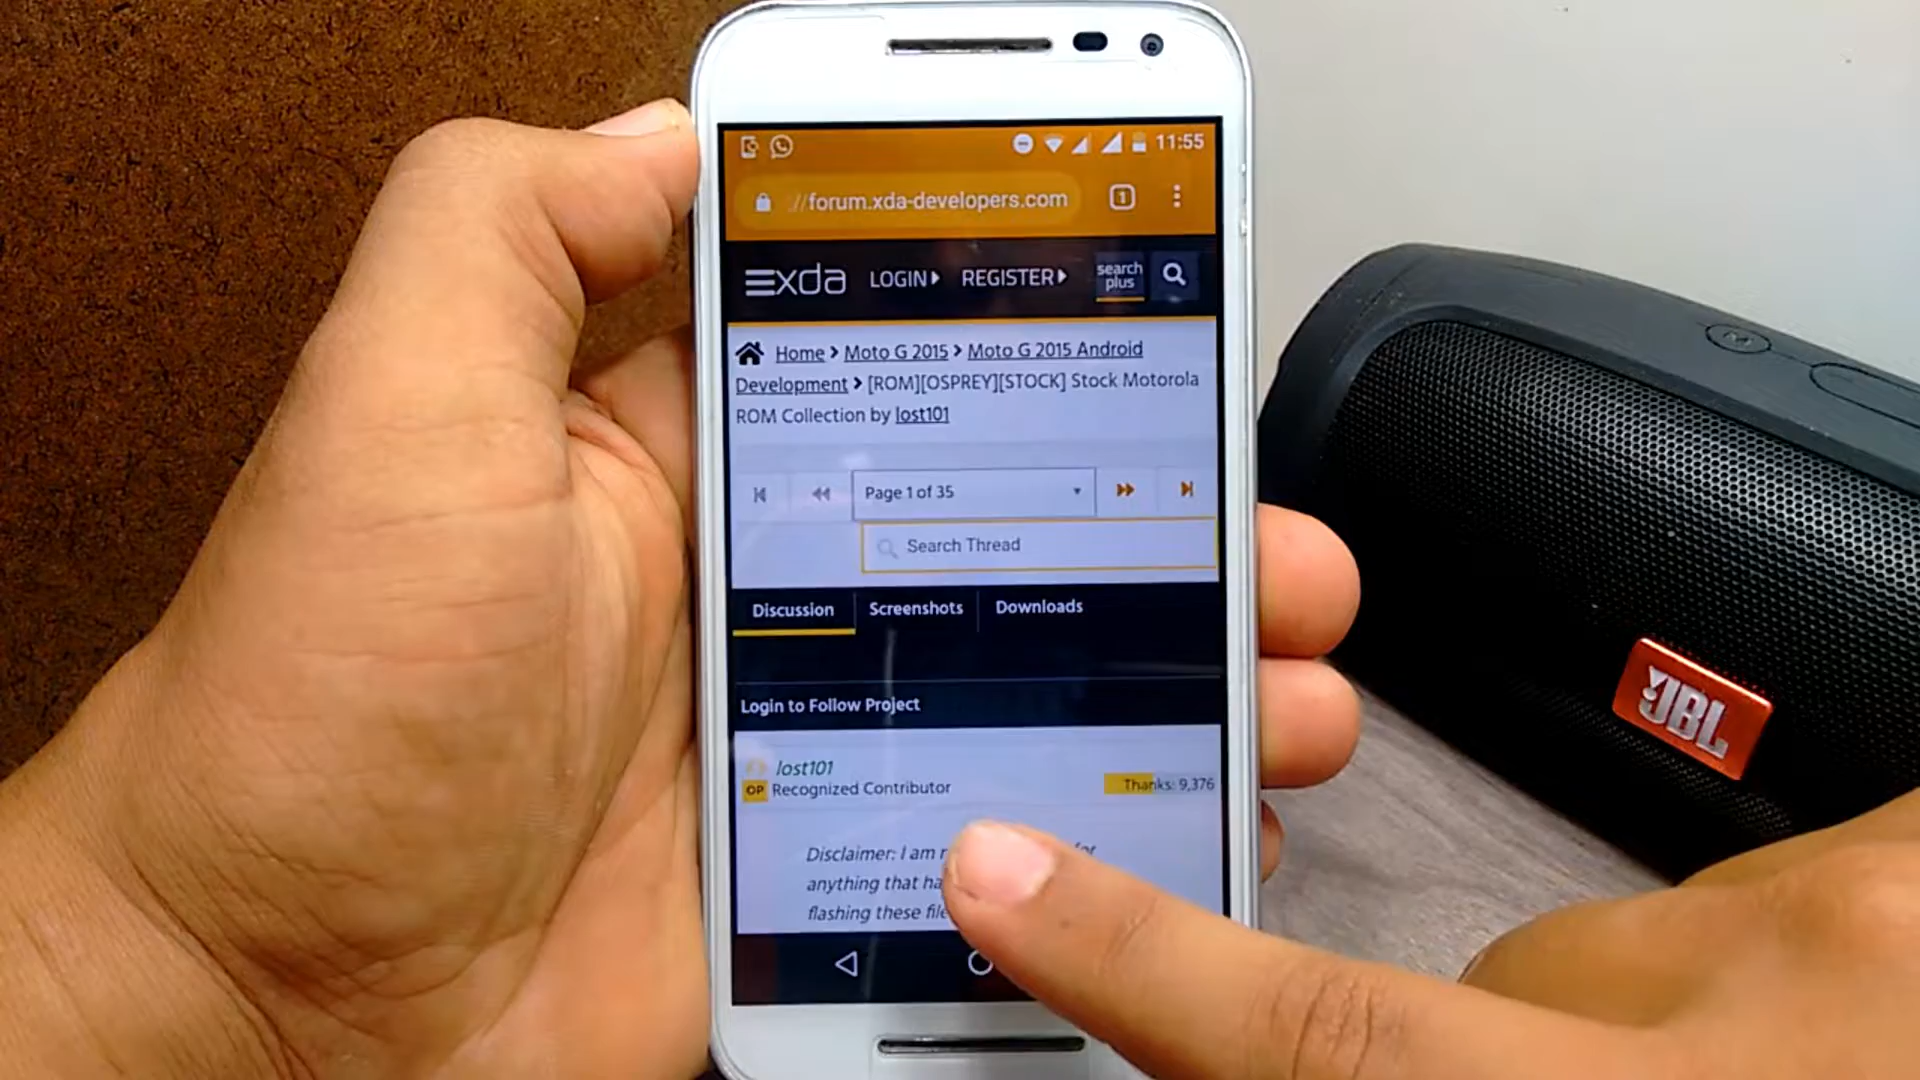 11:55
//forum.xda-developers.com
1
xda LOGIN REGISTER search plus
Home > Moto G 2015 > Moto G 2015 Android
Development > [ROM][OSPREY][STOCK] Stock Motorola
ROM Collection by lost101
Page 1 of 35
Search Thread
Discussion Screenshots Downloads
Login to Follow Project
lost101
OP Recognized Contributor Thanks: 9,376
Disclaimer: I am
anything that
flashing these
JBL